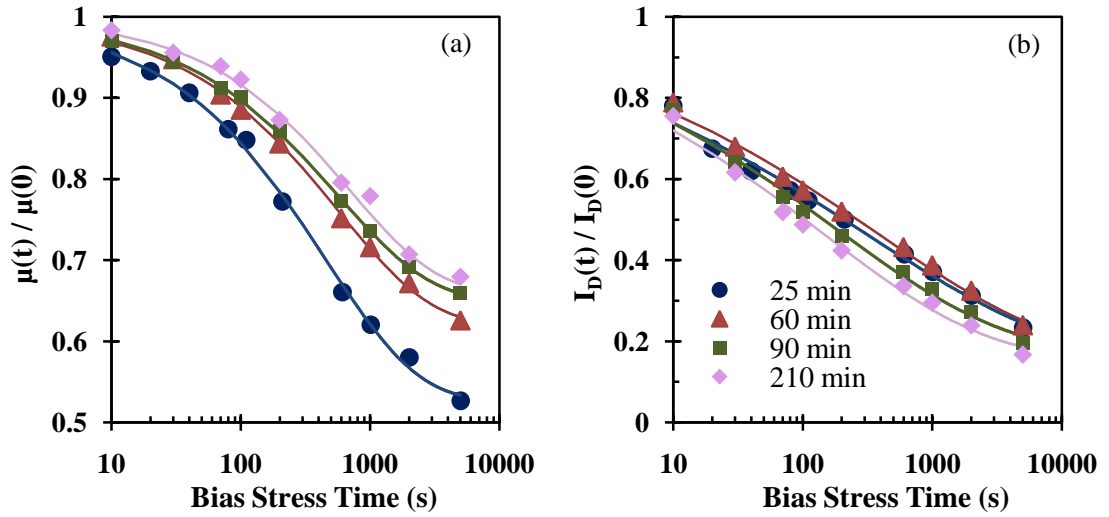 (a)
μ(t) / μ(0)
1
0.9
0.8
0.7
0.6
0.5
10
100
1000
10000
Bias Stress Time (s)
(b)
I_D(t) / I_D(0)
1
0.8
0.6
0.4
0.2
0
25 min
60 min
90 min
210 min
10
100
1000
10000
Bias Stress Time (s)